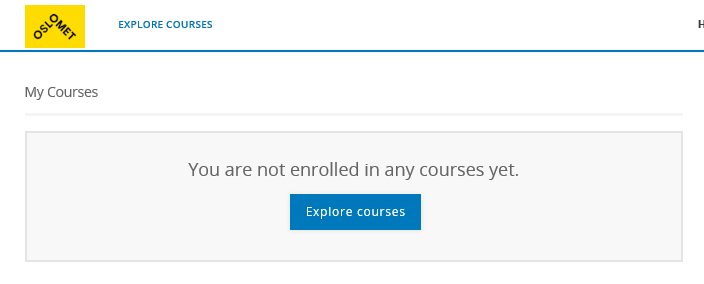 OSLOMET
EXPLORE COURSES
H
My Courses
You are not enrolled in any courses yet.
Explore courses